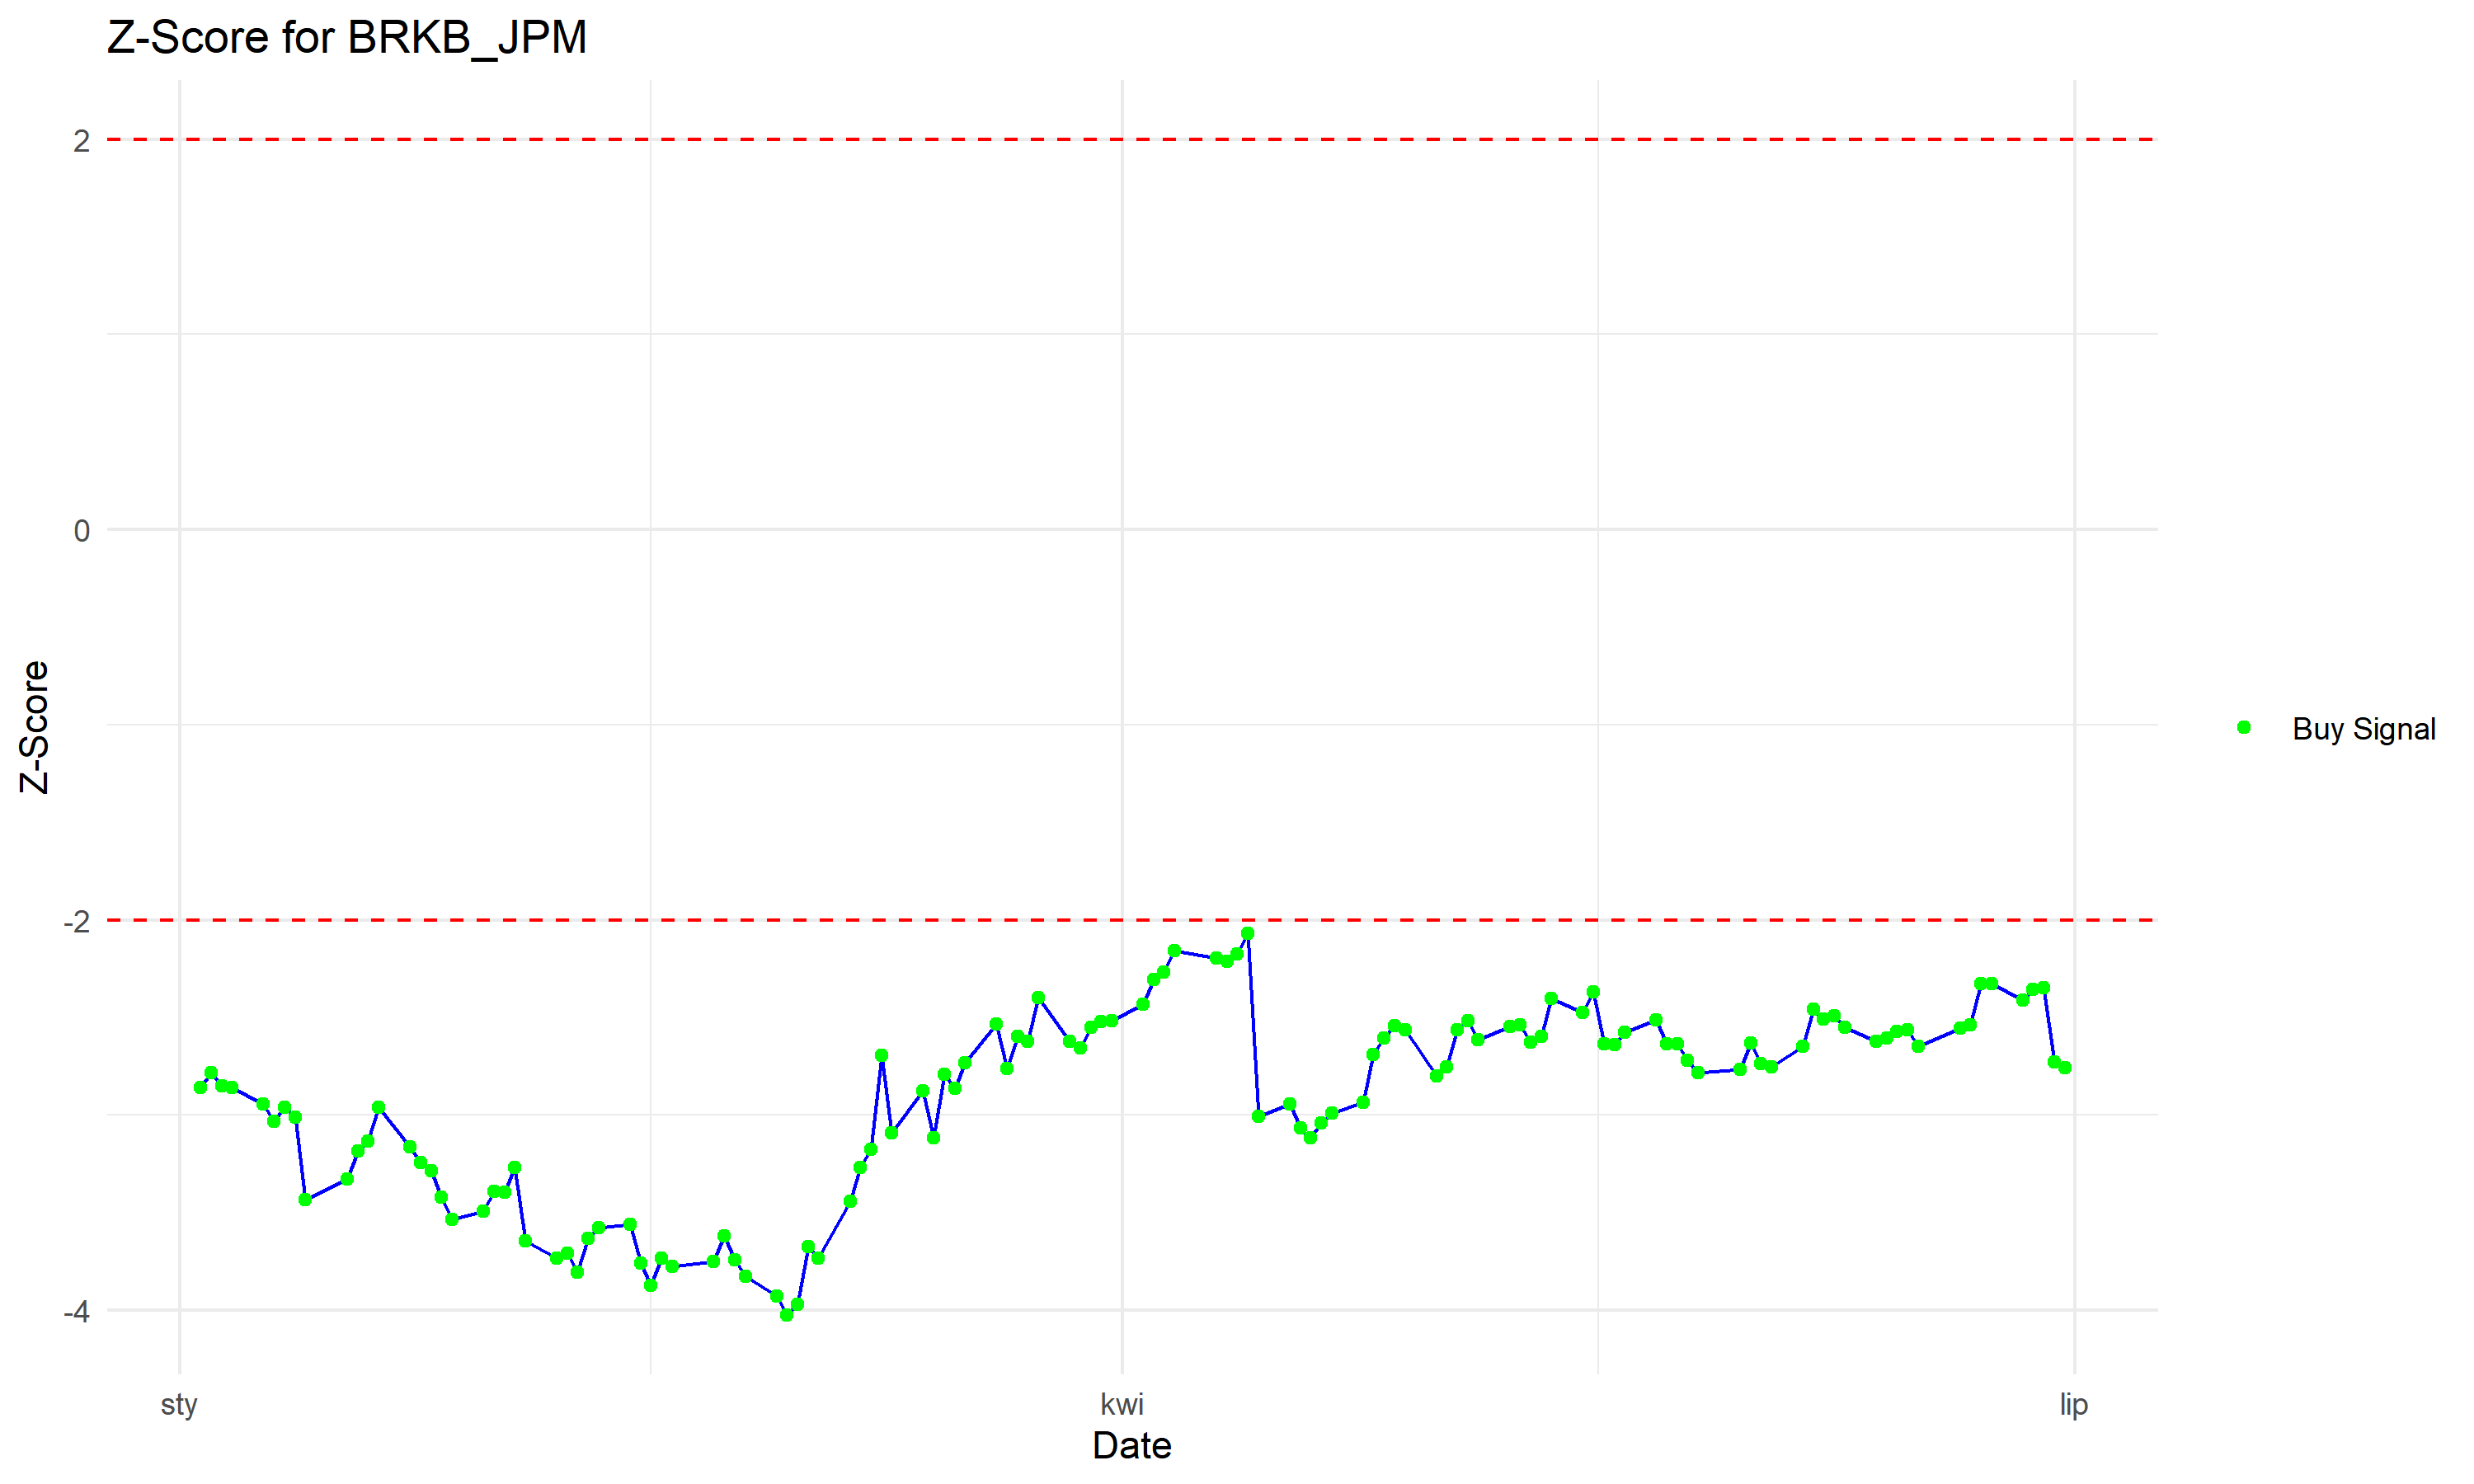 Z-Score for BRKB_JPM
2
0
-2
-4
Z-Score
sty
kwi
lip
Date
Buy Signal